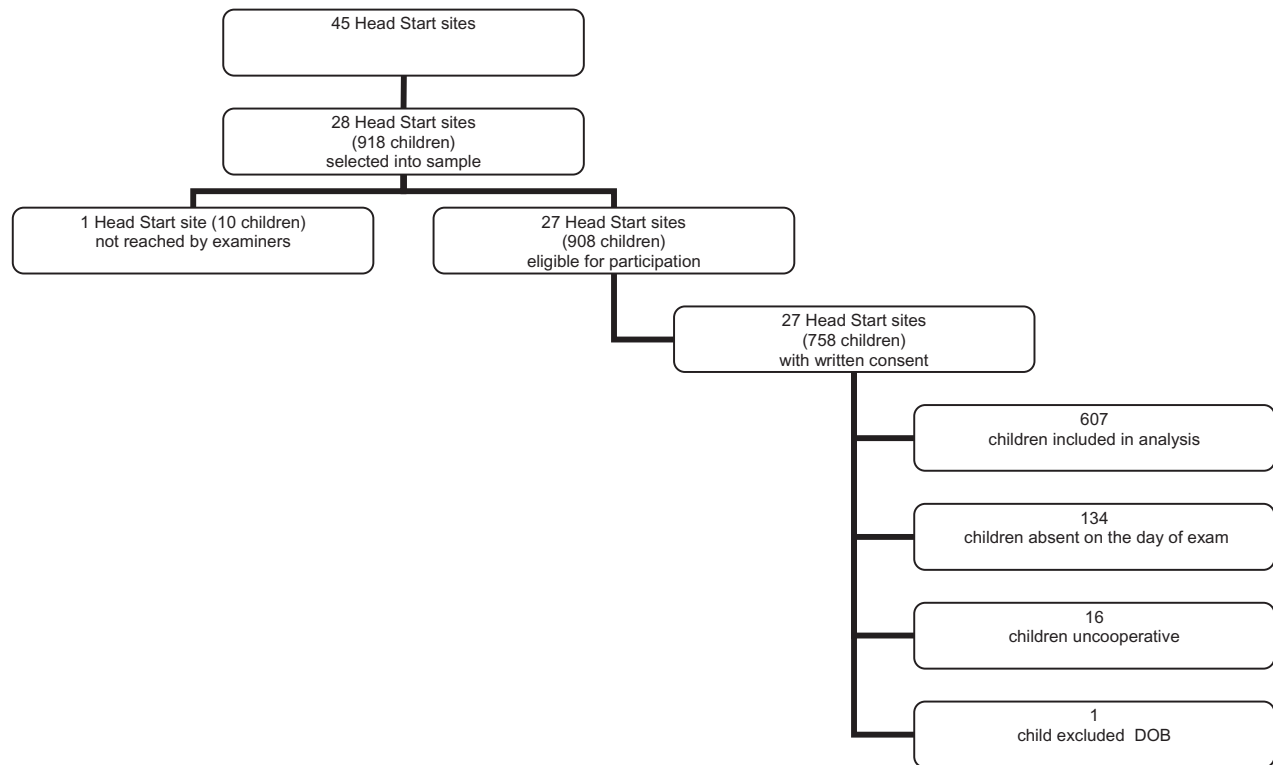 45 Head Start sites
28 Head Start sites
(918 children)
selected into sample
1 Head Start site (10 children)
not reached by examiners
27 Head Start sites
(908 children)
eligible for participation
27 Head Start sites
(758 children)
with written consent
607
children included in analysis
134
children absent on the day of exam
16
children uncooperative
1
child excluded DOB